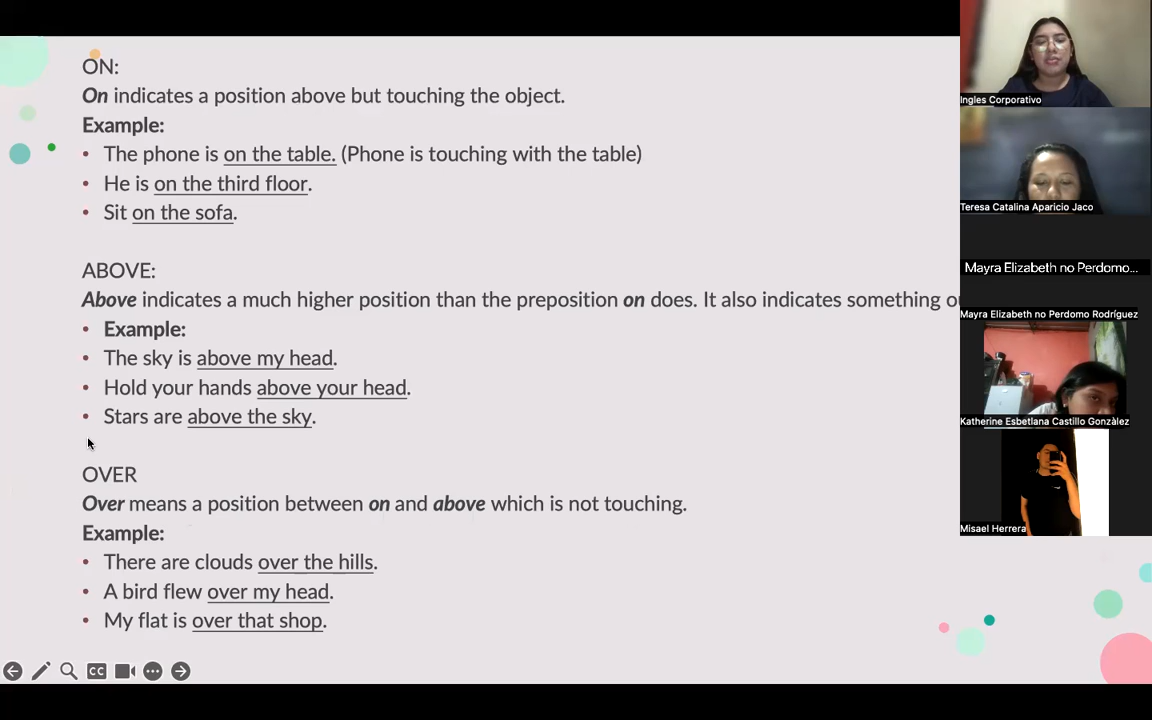 ON:
On indicates a position above but touching the object.
Example:
• The phone is on the table. (Phone is touching with the table)
• He is on the third floor.
• Sit on the sofa.
ABOVE:
Above indicates a much higher position than the preposition on does. It also indicates something
• Example:
• The sky is above my head.
• Hold your hands above your head.
• Stars are above the sky.
OVER
Over means a position between on and above which is not touching.
Example:
• There are clouds over the hills.
• A bird flew over my head.
• My flat is over that shop.
CC
Ingles Corporativo
Teresa Catalina Aparicio Jaco
Mayra Elizabeth no Perdomo...
Mayra Elizabeth no Perdomo Rodríguez
Katherine Esbetlana Castillo Gonzàlez
Misael Herrera